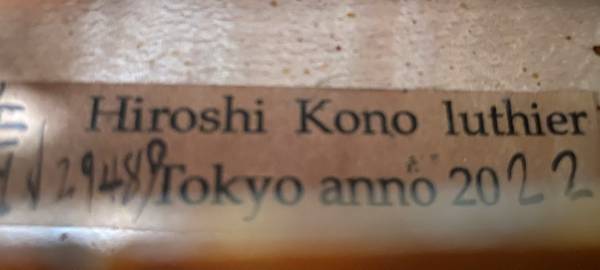 Hiroshi Kono luthier
Tokyo anno 2022